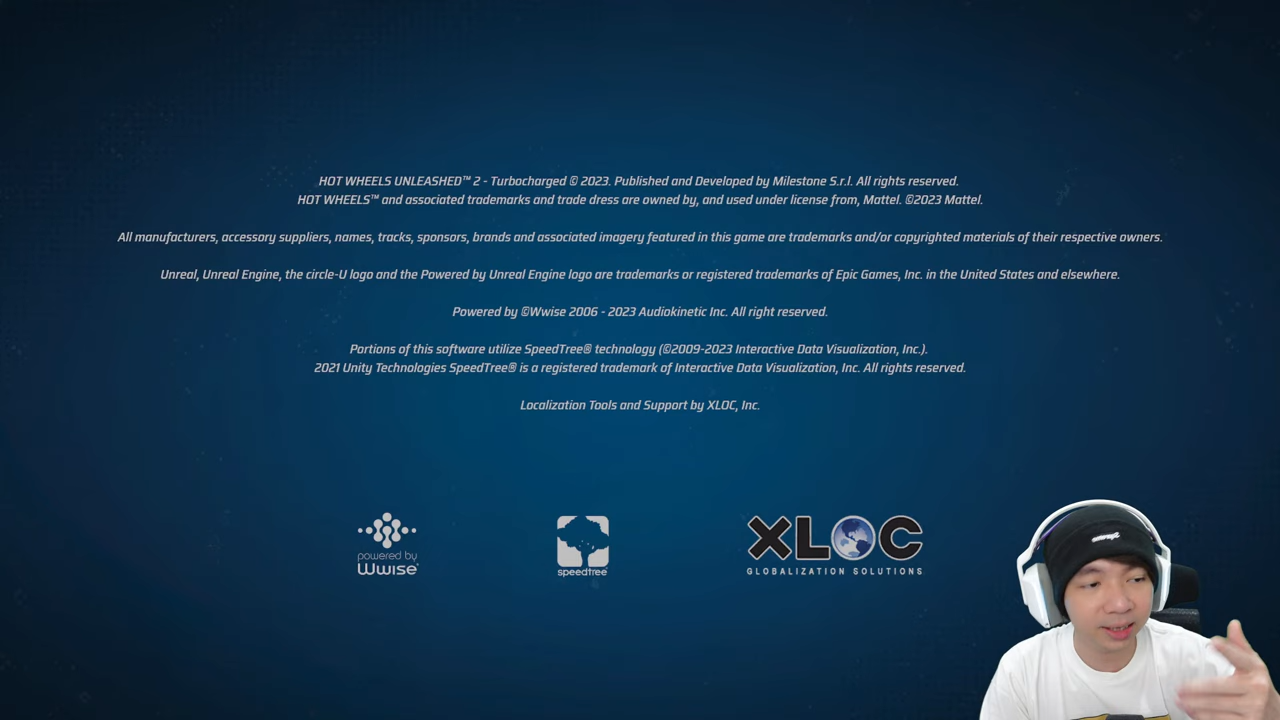 HOT WHEELS UNLEASHED™ 2 - Turbocharged © 2023. Published and Developed by Milestone S.r.l. All rights reserved.
HOT WHEELS™ and associated trademarks and trade dress are owned by, and used under license from, Mattel. ©2023 Mattel.
All manufacturers, accessory suppliers, names, tracks, sponsors, brands and associated imagery featured in this game are trademarks and/or copyrighted materials of their respective owners.
Unreal, Unreal Engine, the circle-U logo and the Powered by Unreal Engine logo are trademarks or registered trademarks of Epic Games, Inc. in the United States and elsewhere.
Powered by ©Wwise 2006 - 2023 Audiokinetic Inc. All right reserved.
Portions of this software utilize SpeedTree® technology (©2009-2023 Interactive Data Visualization, Inc.).
2021 Unity Technologies SpeedTree® is a registered trademark of Interactive Data Visualization, Inc. All rights reserved.
Localization Tools and Support by XLOC, Inc.
powered by
Wwise
speedtree
XLOC
GLOBALIZATION SOLUTIONS